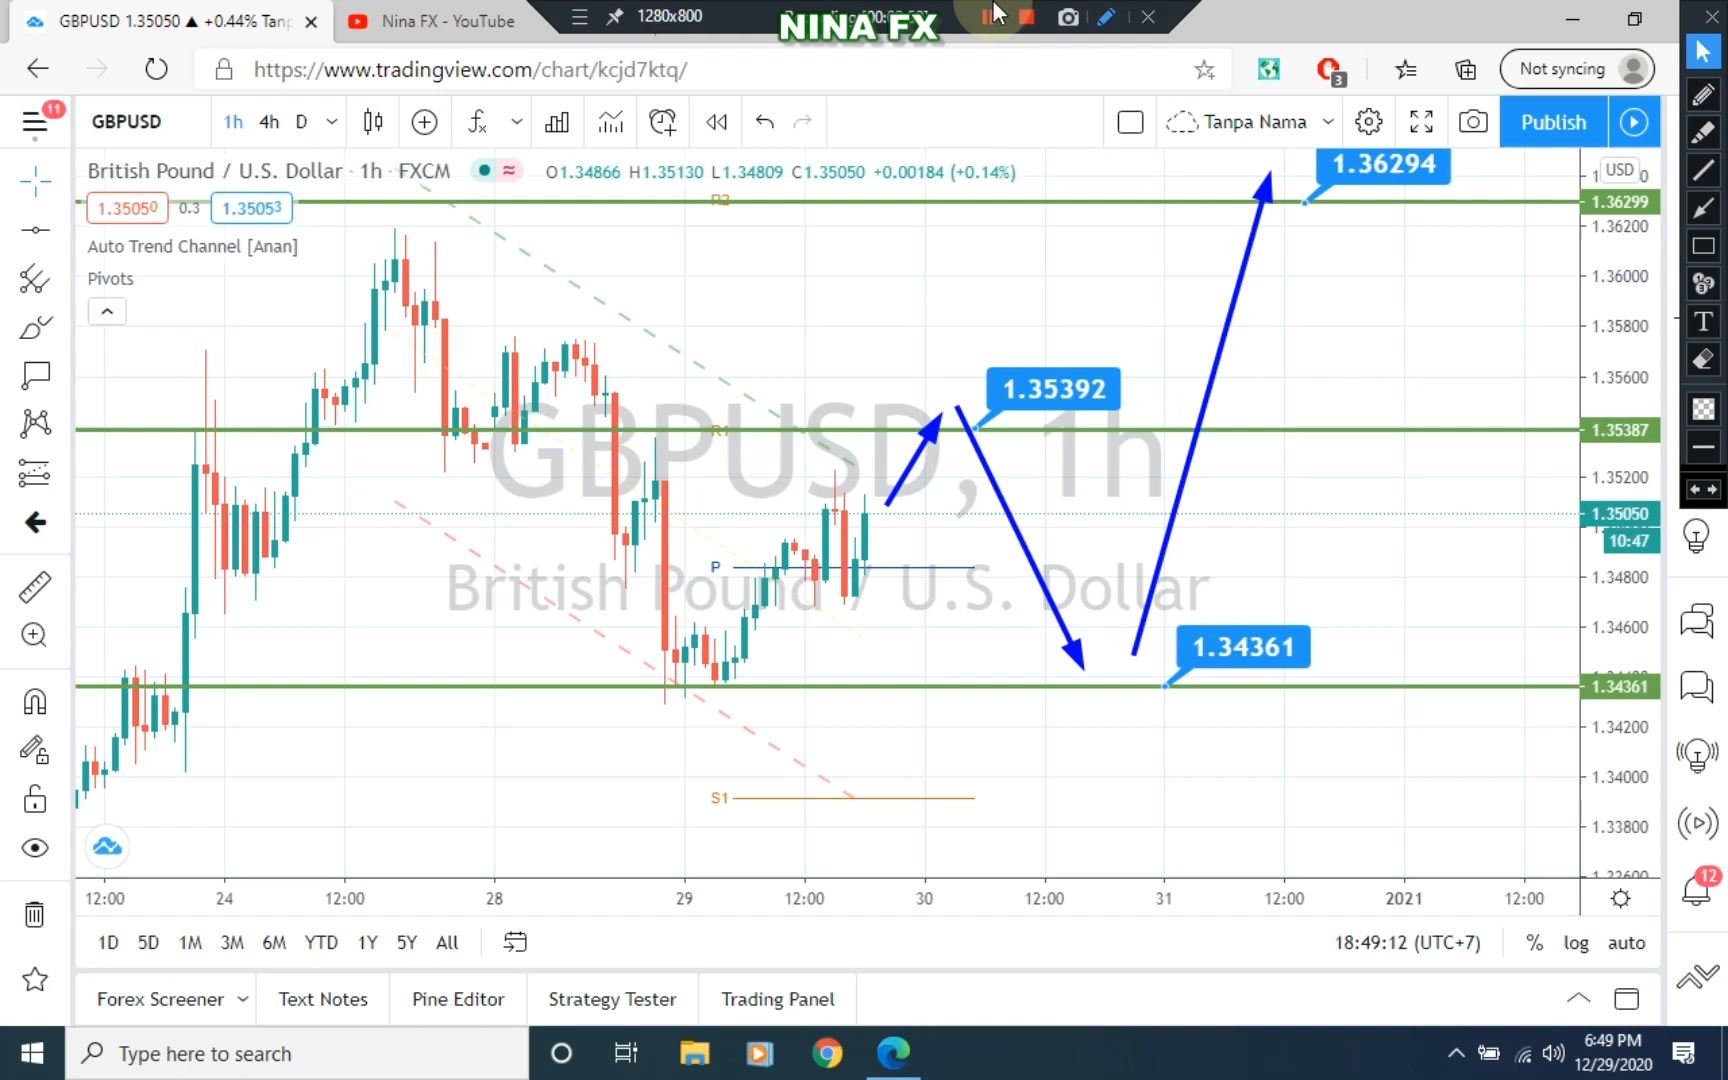 GBPUSD 1.35050 ▲ +0.44% Tanp
Nina FX - YouTube
1280x800
NINA FX
https://www.tradingview.com/chart/kcjd7ktq/
3
Not syncing
11
GBPUSD
1h
4h
D
Tanpa Nama
Publish
British Pound / U.S. Dollar · 1h · FXCM
O1.34866 H1.35130 L1.34809 C1.35050 +0.00184 (+0.14%)
1.35050
0.3
1.35053
Auto Trend Channel [Anan]
Pivots
R2
1.36294
USD
1.36299
1.36200
1.36000
1.35800
1.35600
1.35392
R1
1.35387
GBPUSD, 1h
1.35200
1.35050
10:47
P
British Pound / U.S. Dollar
1.34800
1.34600
1.34361
1.34361
1.34200
1.34000
S1
1.33800
12:00
24
12:00
28
29
12:00
30
12:00
31
12:00
2021
12:00
12
1D
5D
1M
3M
6M
YTD
1Y
5Y
All
18:49:12 (UTC+7)
%
log
auto
Forex Screener
Text Notes
Pine Editor
Strategy Tester
Trading Panel
Type here to search
6:49 PM
12/29/2020